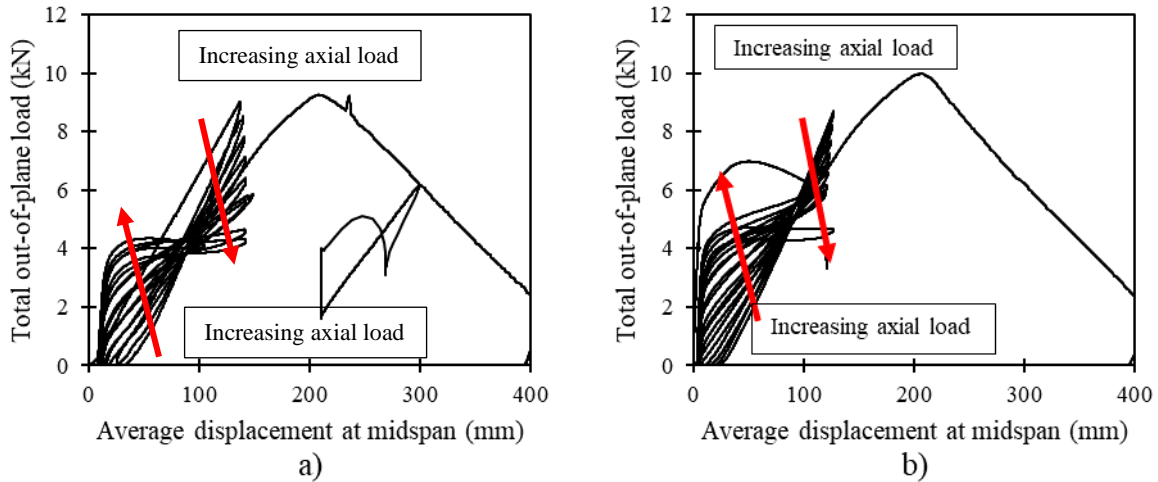 12
10
8
6
4
2
0
Total out-of-plane load (kN)
Increasing axial load
Increasing axial load
0 100 200 300 400
Average displacement at midspan (mm)
a)
12
10
8
6
4
2
0
Total out-of-plane load (kN)
Increasing axial load
Increasing axial load
0 100 200 300 400
Average displacement at midspan (mm)
b)